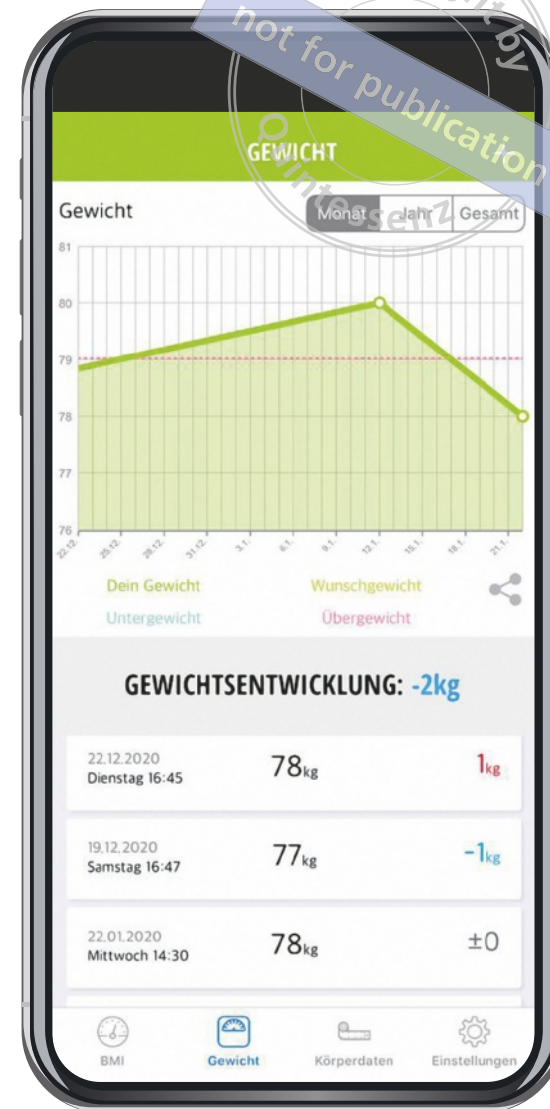 not for publication
by
Quintessenz
GEWICHT
Gewicht
Monat Jahr Gesamt
81
80
79
78
77
76
22.12. 25.12. 28.12. 31.12. 3.1. 6.1. 9.1. 12.1. 15.1. 18.1. 21.1.
Dein Gewicht Wunschgewicht
Untergewicht Übergewicht
GEWICHTSENTWICKLUNG: -2kg
22.12.2020
Dienstag 16:45 78kg 1kg
19.12.2020
Samstag 16:47 77kg -1kg
22.01.2020
Mittwoch 14:30 78kg ±0
BMI Gewicht Körperdaten Einstellungen